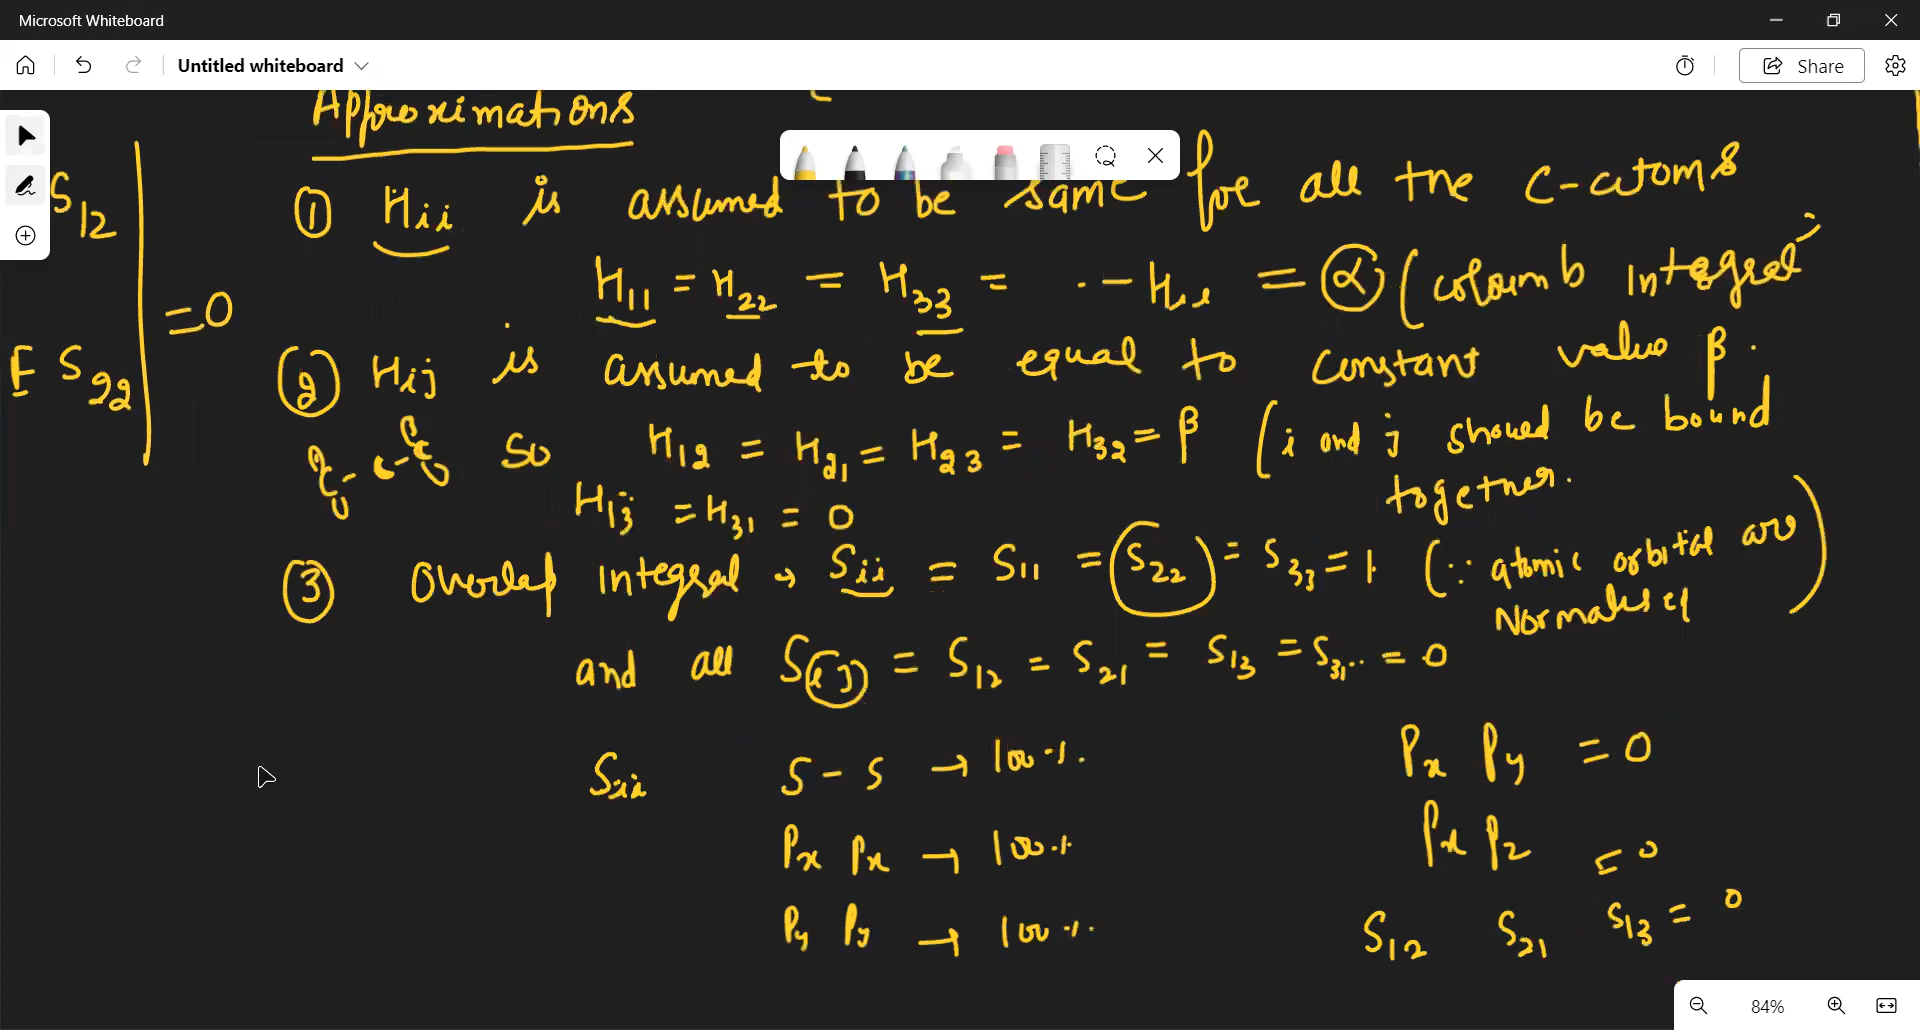 Microsoft Whiteboard
Untitled whiteboard
Share
Approximations
① Hii is assumed to be same for all the C-atoms
S12
H11 = H22 = H33 = ..-Hii = α (coloumb Integral)
=0
② Hij is assumed to be equal to constant value β.
E S22
So H12 = H21 = H23 = H32 = β (i and j should be bound together.
H13 = H31 = 0
③ Overlap Integral → Sii = S11 = S22 = S33 = 1 (∵ atomic orbital are Normalised)
and all S(ij) = S12 = S21 = S13 = S31.. = 0
Sii S - S → 100%. Px Py = 0
Px Px → 100% Px Pz = 0
Py Py → 100%. S12 S21 S13 = 0
84%